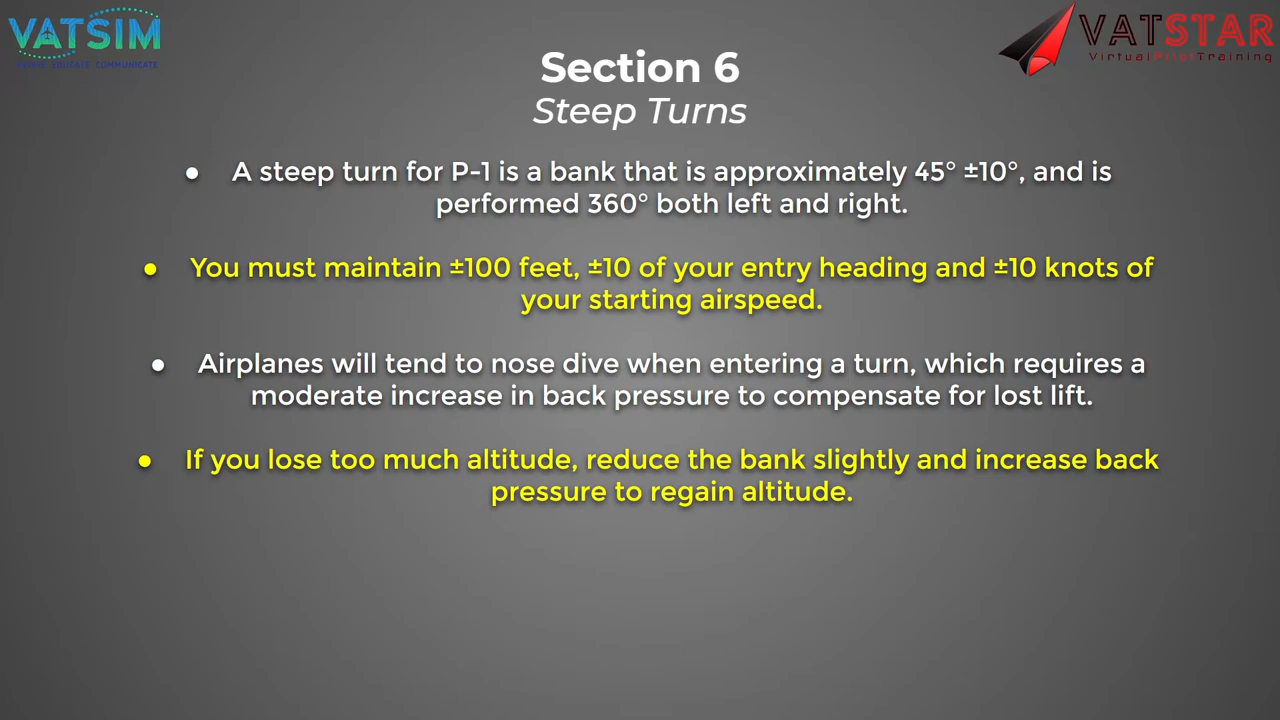 VATSIM
VATSTAR
VirtualPilotTraining
Section 6
Steep Turns
● A steep turn for P-1 is a bank that is approximately 45° ±10°, and is
performed 360° both left and right.
● You must maintain ±100 feet, ±10 of your entry heading and ±10 knots of
your starting airspeed.
● Airplanes will tend to nose dive when entering a turn, which requires a
moderate increase in back pressure to compensate for lost lift.
● If you lose too much altitude, reduce the bank slightly and increase back
pressure to regain altitude.